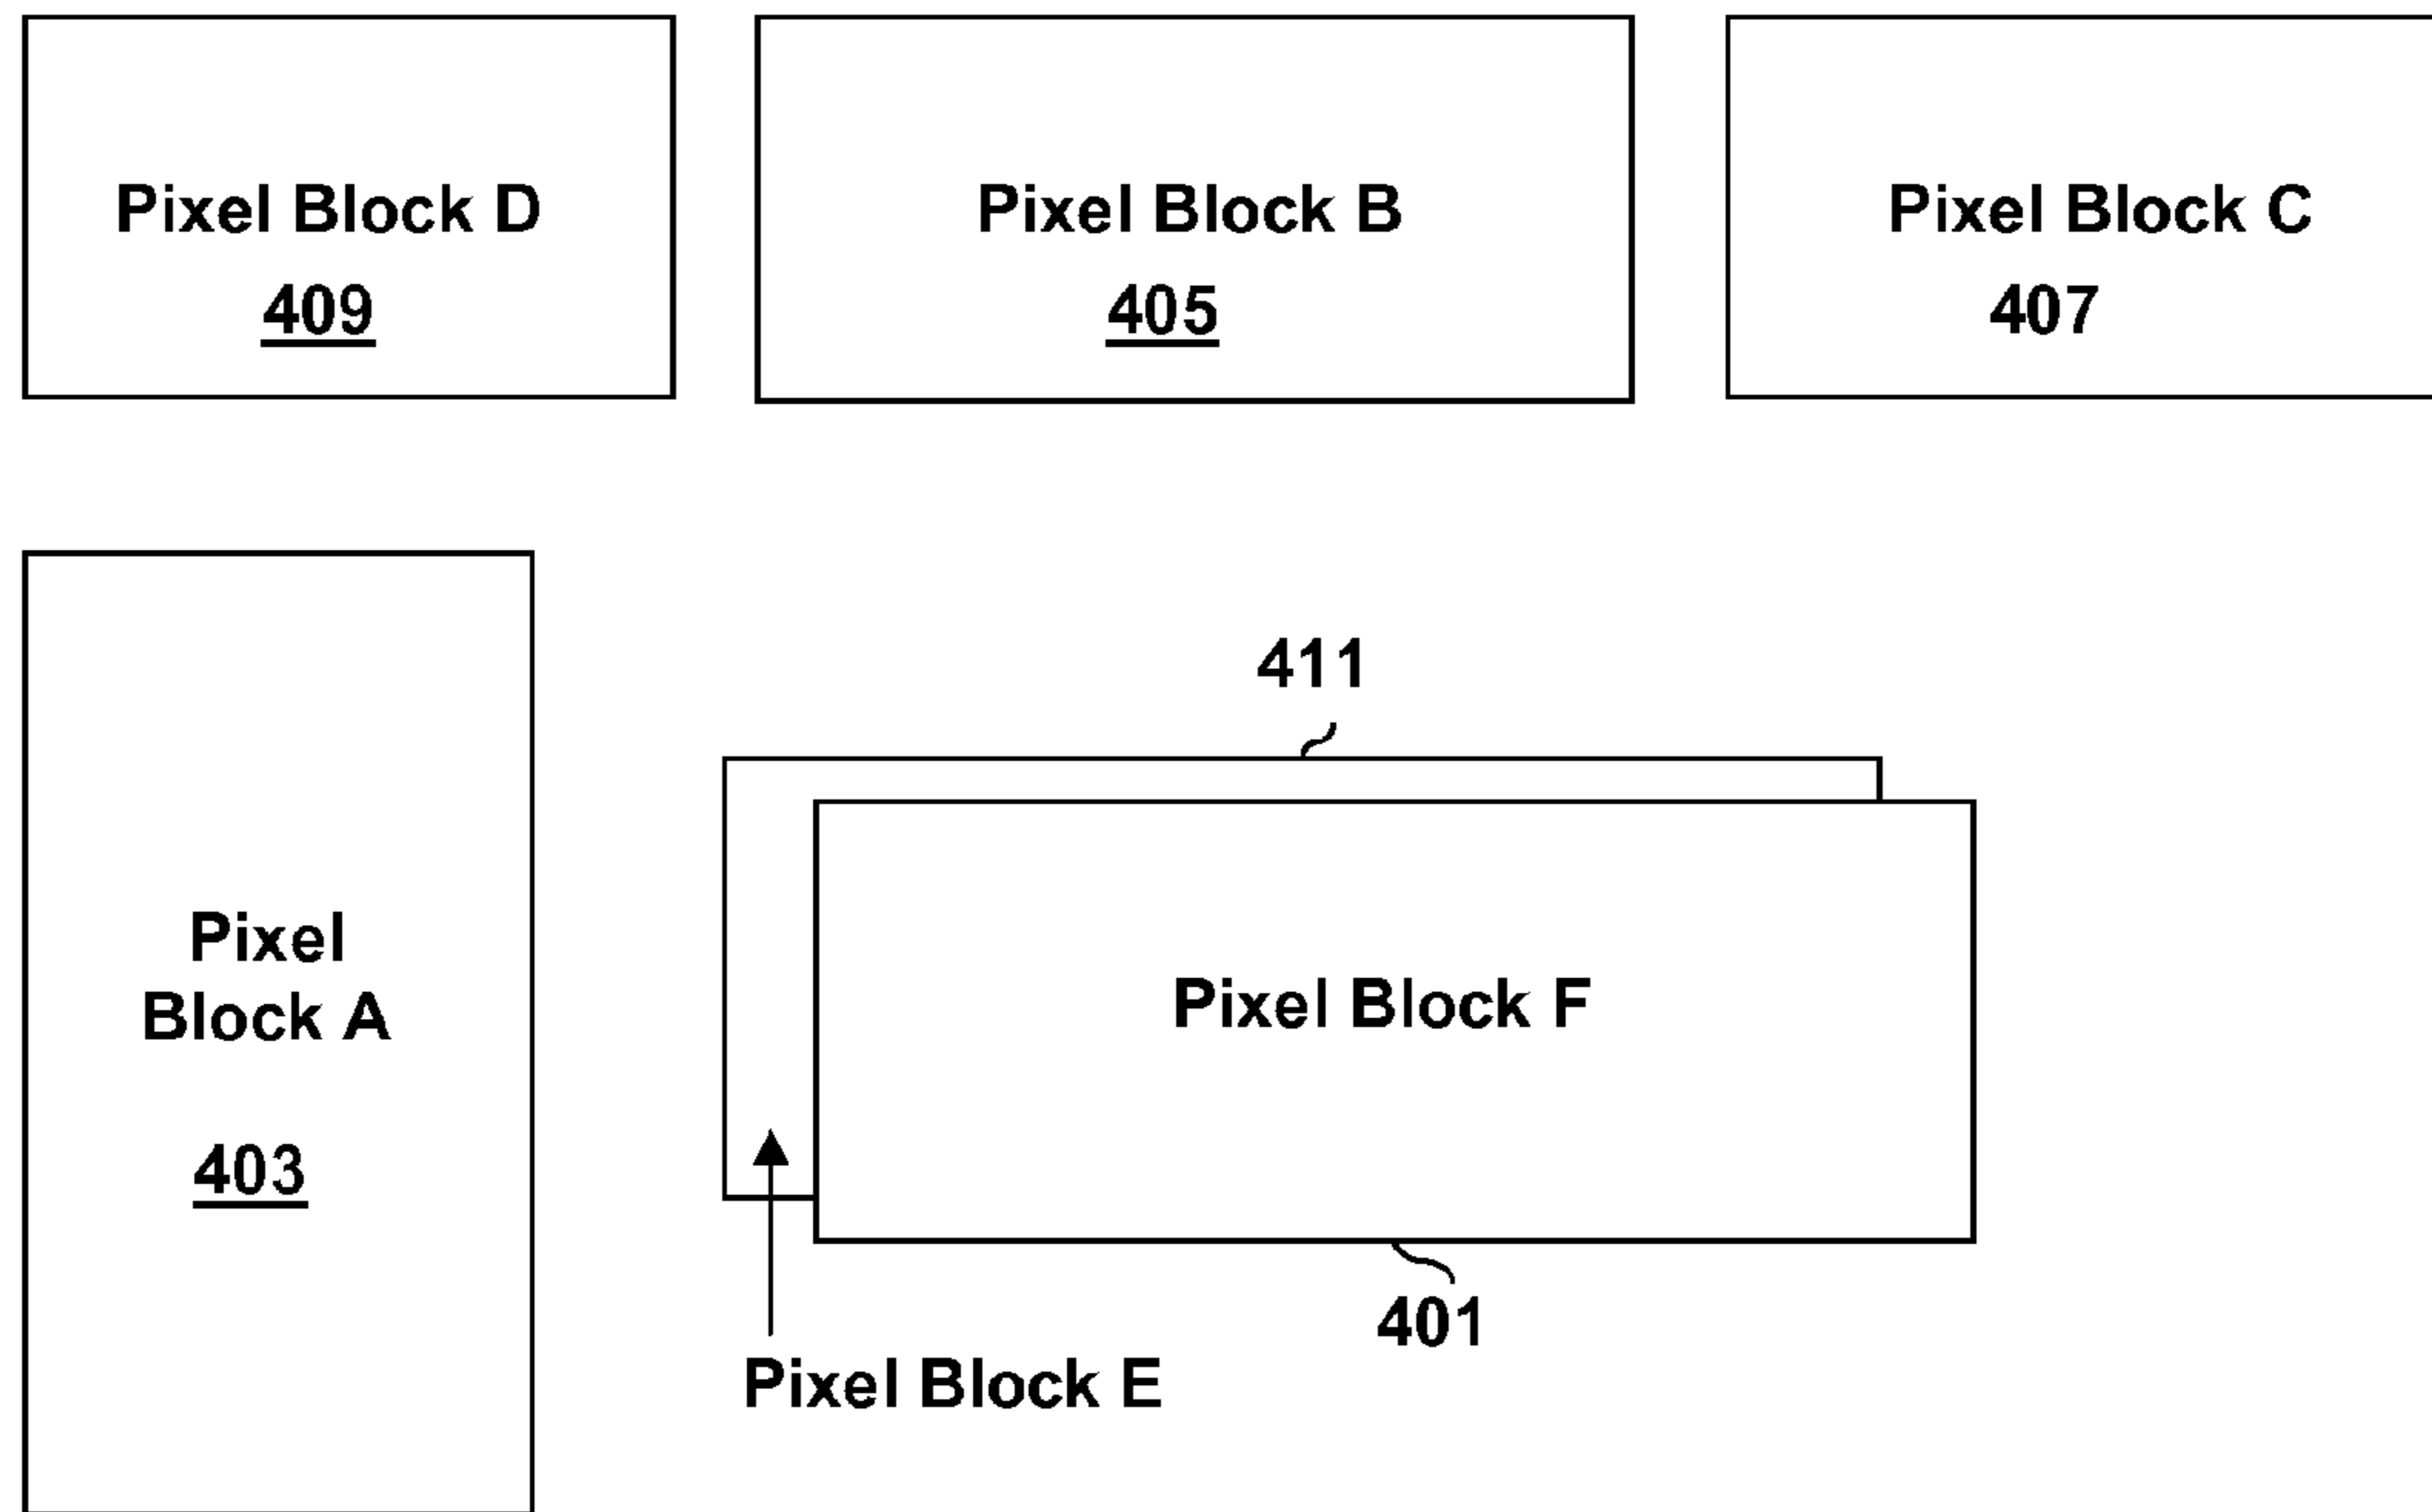 Pixel Block D
409
Pixel Block B
405
Pixel Block C
407
411
Pixel
Block A
403
Pixel Block F
401
Pixel Block E